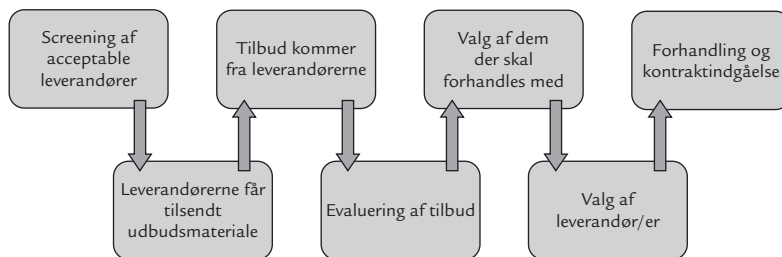 Screening af
acceptable
leverandører
Leverandørerne får
tilsendt
udbudsmateriale
Tilbud kommer
fra leverandørerne
Evaluering af tilbud
Valg af dem
der skal
forhandles med
Valg af
leverandør/er
Forhandling og
kontraktindgåelse